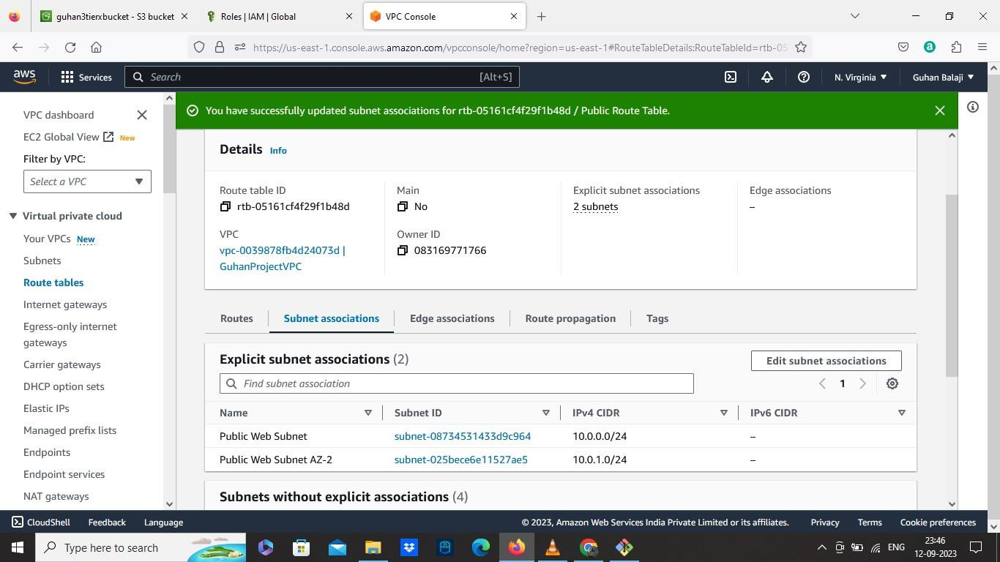 guhan3tierxbucket - S3 bucket
Roles | IAM | Global
VPC Console
https://us-east-1.console.aws.amazon.com/vpcconsole/home?region=us-east-1#RouteTableDetails:RouteTableId=rtb-05
aws
Services
Search
[Alt+S]
N. Virginia
Guhan Balaji
VPC dashboard
EC2 Global View
New
Filter by VPC:
Select a VPC
Virtual private cloud
Your VPCs New
Subnets
Route tables
Internet gateways
Egress-only internet
gateways
Carrier gateways
DHCP option sets
Elastic IPs
Managed prefix lists
Endpoints
Endpoint services
NAT gateways
You have successfully updated subnet associations for rtb-05161cf4f29f1b48d / Public Route Table.
Details Info
Route table ID
rtb-05161cf4f29f1b48d
Main
No
Explicit subnet associations
2 subnets
Edge associations
–
VPC
vpc-0039878fb4d24073d |
GuhanProjectVPC
Owner ID
083169771766
Routes
Subnet associations
Edge associations
Route propagation
Tags
Explicit subnet associations (2)
Edit subnet associations
Find subnet association
1
Name
Subnet ID
IPv4 CIDR
IPv6 CIDR
Public Web Subnet
subnet-08734531433d9c964
10.0.0.0/24
–
Public Web Subnet AZ-2
subnet-025bece6e11527ae5
10.0.1.0/24
–
Subnets without explicit associations (4)
CloudShell
Feedback
Language
© 2023, Amazon Web Services India Private Limited or its affiliates.
Privacy
Terms
Cookie preferences
Type here to search
ENG
23:46
12-09-2023